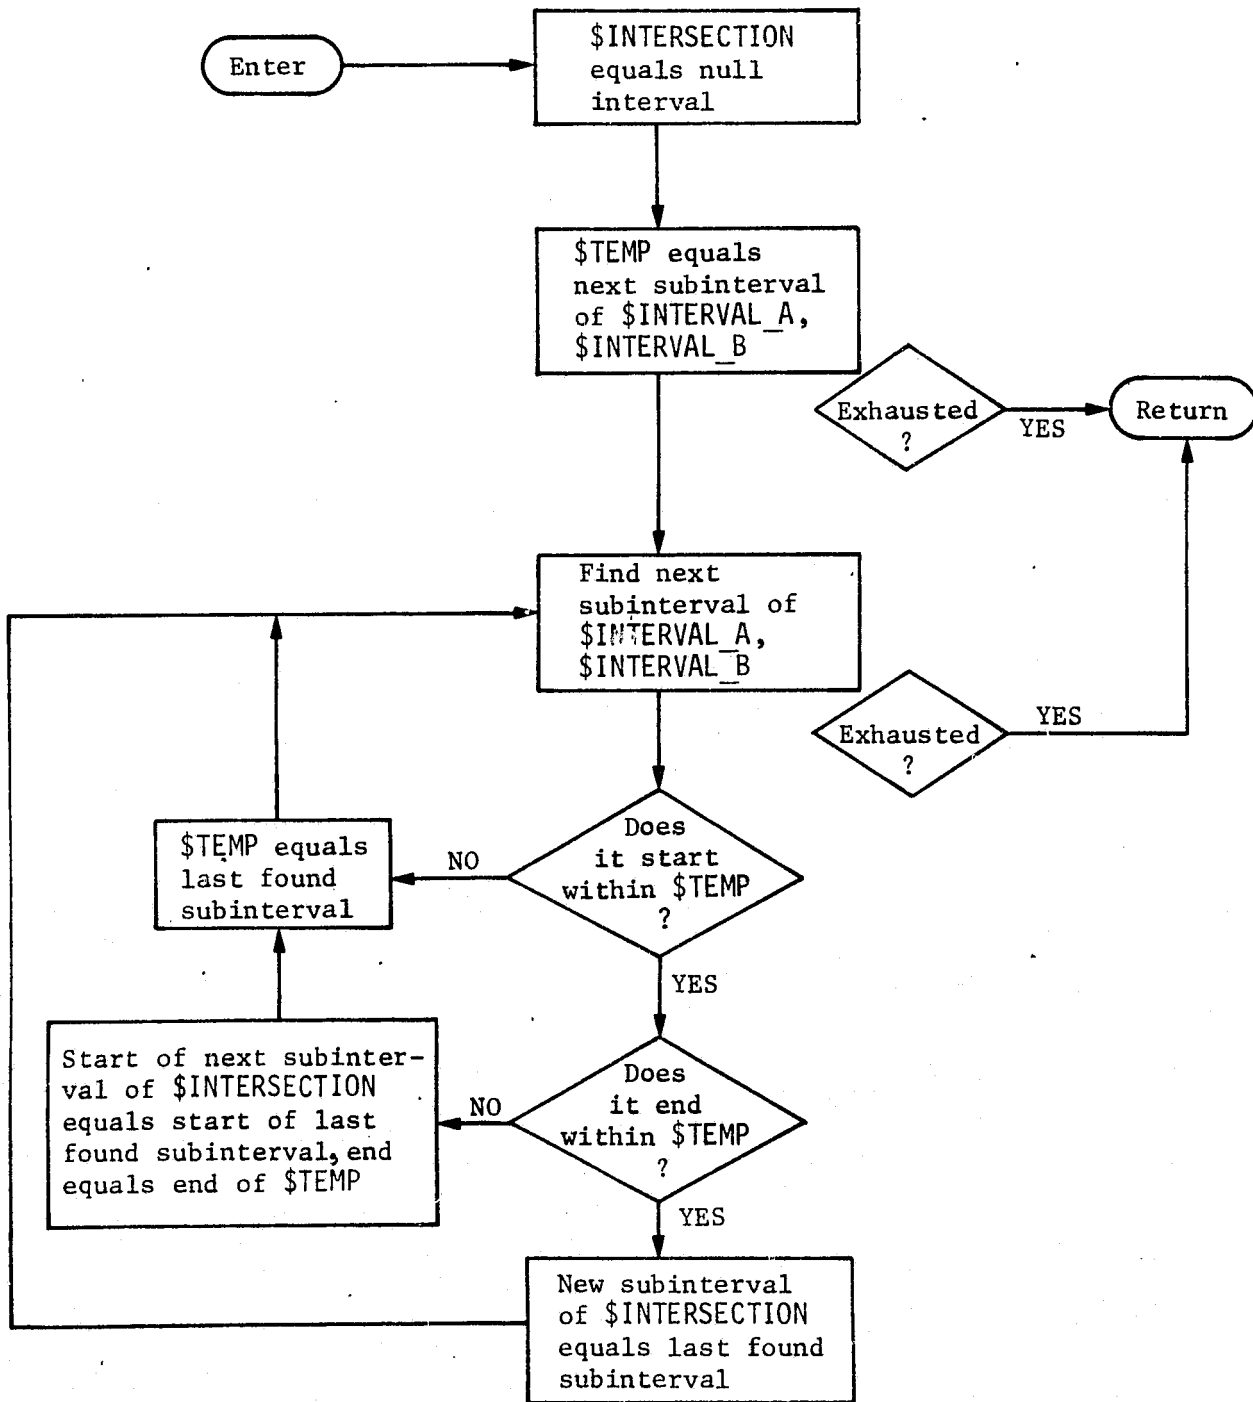 Enter
$INTERSECTION
equals null
interval
$TEMP equals
next subinterval
of $INTERVAL_A,
$INTERVAL_B
Exhausted
?
YES
Return
Find next
subinterval of
$INTERVAL_A,
$INTERVAL_B
Exhausted
?
YES
Does
it start
within $TEMP
?
NO
$TEMP equals
last found
subinterval
YES
Does
it end
within $TEMP
?
NO
Start of next subinter-
val of $INTERSECTION
equals start of last
found subinterval, end
equals end of $TEMP
YES
New subinterval
of $INTERSECTION
equals last found
subinterval